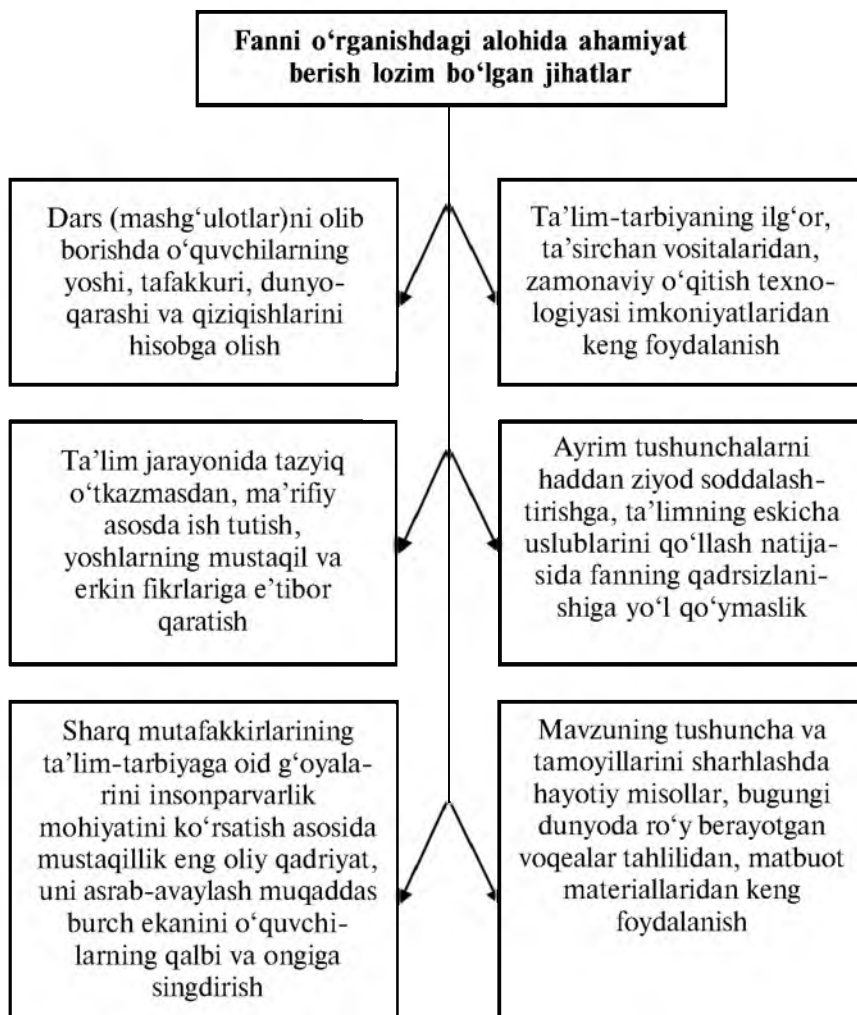 Fanni o‘rganishdagi alohida ahamiyat
berish lozim bo‘lgan jihatlar
Dars (mashg‘ulotlar)ni olib
borishda o‘quvchilarning
yoshi, tafakkuri, dunyo-
qarashi va qiziqishlarini
hisobga olish
Ta’lim-tarbiyaning ilg‘or,
ta’sirchan vositalaridan,
zamonaviy o‘qitish texno-
logiyasi imkoniyatlaridan
keng foydalanish
Ta’lim jarayonida tazyiq
o‘tkazmasdan, ma’rifiy
asosda ish tutish,
yoshlarning mustaqil va
erkin fikrlariga e’tibor
qaratish
Ayrim tushunchalarni
haddan ziyod soddalash-
tirishga, ta’limning eskicha
uslublarini qo‘llash natija-
sida fanning qadrsizlani-
shiga yo‘l qo‘ymaslik
Sharq mutafakkirlarining
ta’lim-tarbiyaga oid g‘oyala-
rini insonparvarlik
mohiyatini ko‘rsatish asosida
mustaqillik eng oliy qadriyat,
uni asrab-avaylash muqaddas
burch ekanini o‘quvchi-
larning qalbi va ongiga
singdirish
Mavzuning tushuncha va
tamoyillarini sharhlashda
hayotiy misollar, bugungi
dunyoda ro‘y berayotgan
voqealar tahlilidan, matbuot
materiallaridan keng
foydalanish